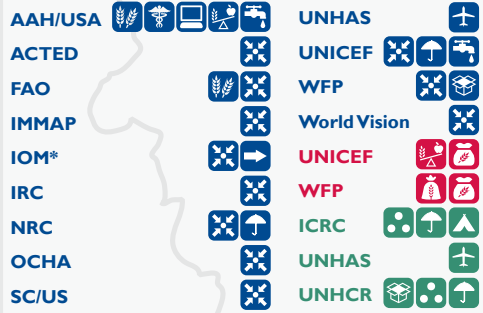 AAH/USA
ACTED
FAO
IMMAP
IOM*
IRC
NRC
OCHA
SC/US
UNHAS
UNICEF
WFP
World Vision
UNICEF
WFP
ICRC
UNHAS
UNHCR